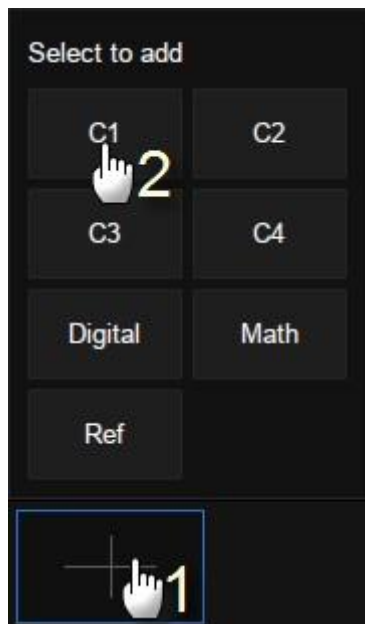 Select to add
C1 C2
2
C3 C4
Digital Math
Ref
1